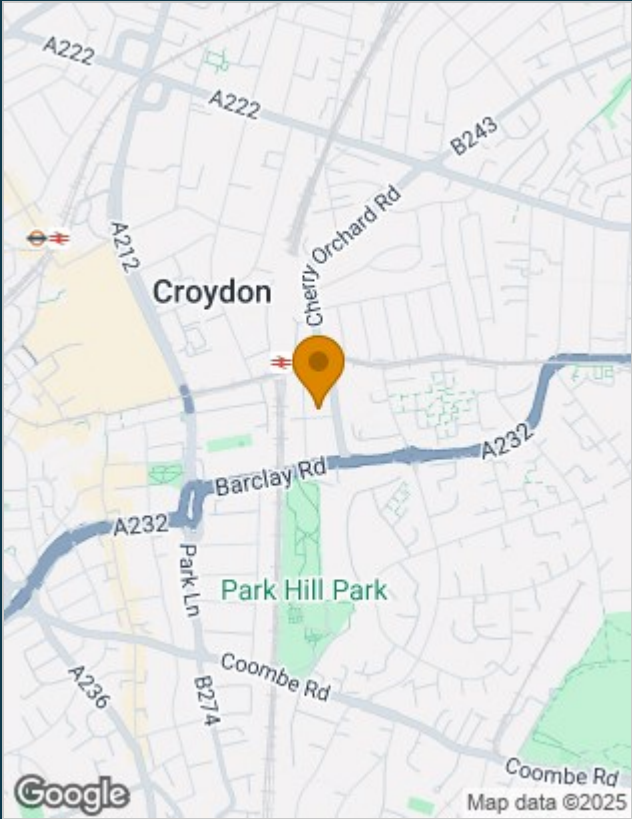 A222
A222
B243
A212
Cherry Orchard Rd
Croydon
A232
Barclay Rd
A232
Park Ln
Park Hill Park
Coombe Rd
A236
B274
Coombe Rd
Google
Map data ©2025